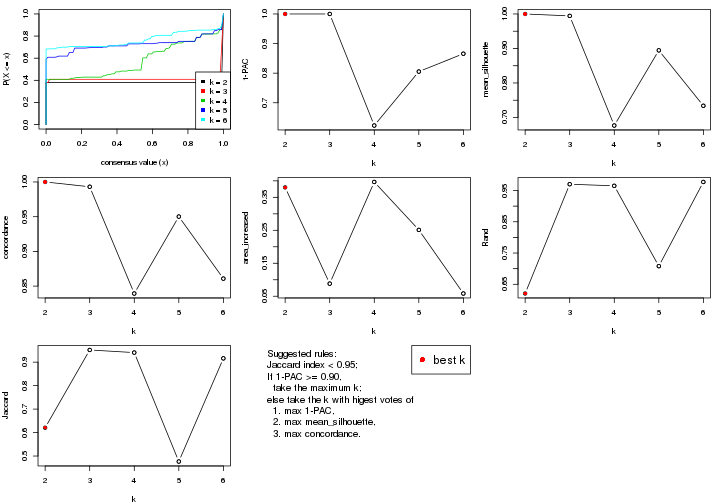 P(X <= x)
0.0 0.2 0.4 0.6 0.8 1.0
k = 2
k = 3
k = 4
k = 5
k = 6
0.0 0.2 0.4 0.6 0.8 1.0
consensus value (x)
1-PAC
0.7 0.8 0.9 1.0
2 3 4 5 6
k
mean_silhouette
0.70 0.80 0.90 1.00
2 3 4 5 6
k
concordance
0.85 0.90 0.95 1.00
2 3 4 5 6
k
area_increased
0.05 0.15 0.25 0.35
2 3 4 5 6
k
Rand
0.65 0.75 0.85 0.95
2 3 4 5 6
k
Jaccard
0.5 0.6 0.7 0.8 0.9
2 3 4 5 6
k
Suggested rules:
Jaccard index < 0.95;
If 1-PAC >= 0.90,
take the maximum k;
else take the k with higest votes of
1. max 1-PAC,
2. max mean_silhouette,
3. max concordance.
best k